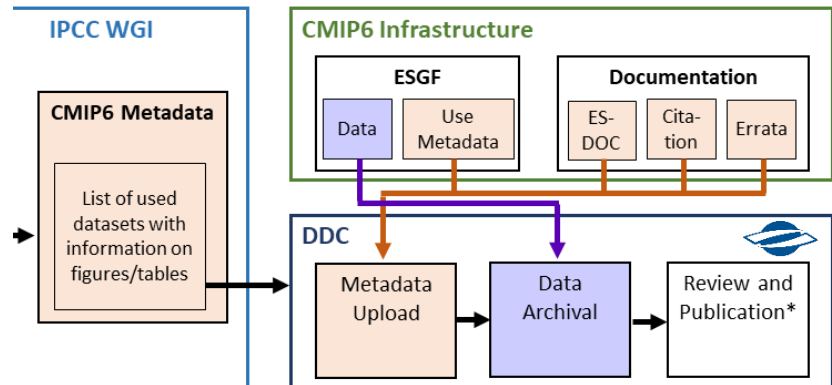 IPCC WGI
CMIP6 Metadata
List of used
datasets with
information on
figures/tables
CMIP6 Infrastructure
ESGF
Data
Use
Metadata
Documentation
ES-
DOC
Cita-
tion
Errata
DDC
Metadata
Upload
Data
Archival
Review and
Publication*